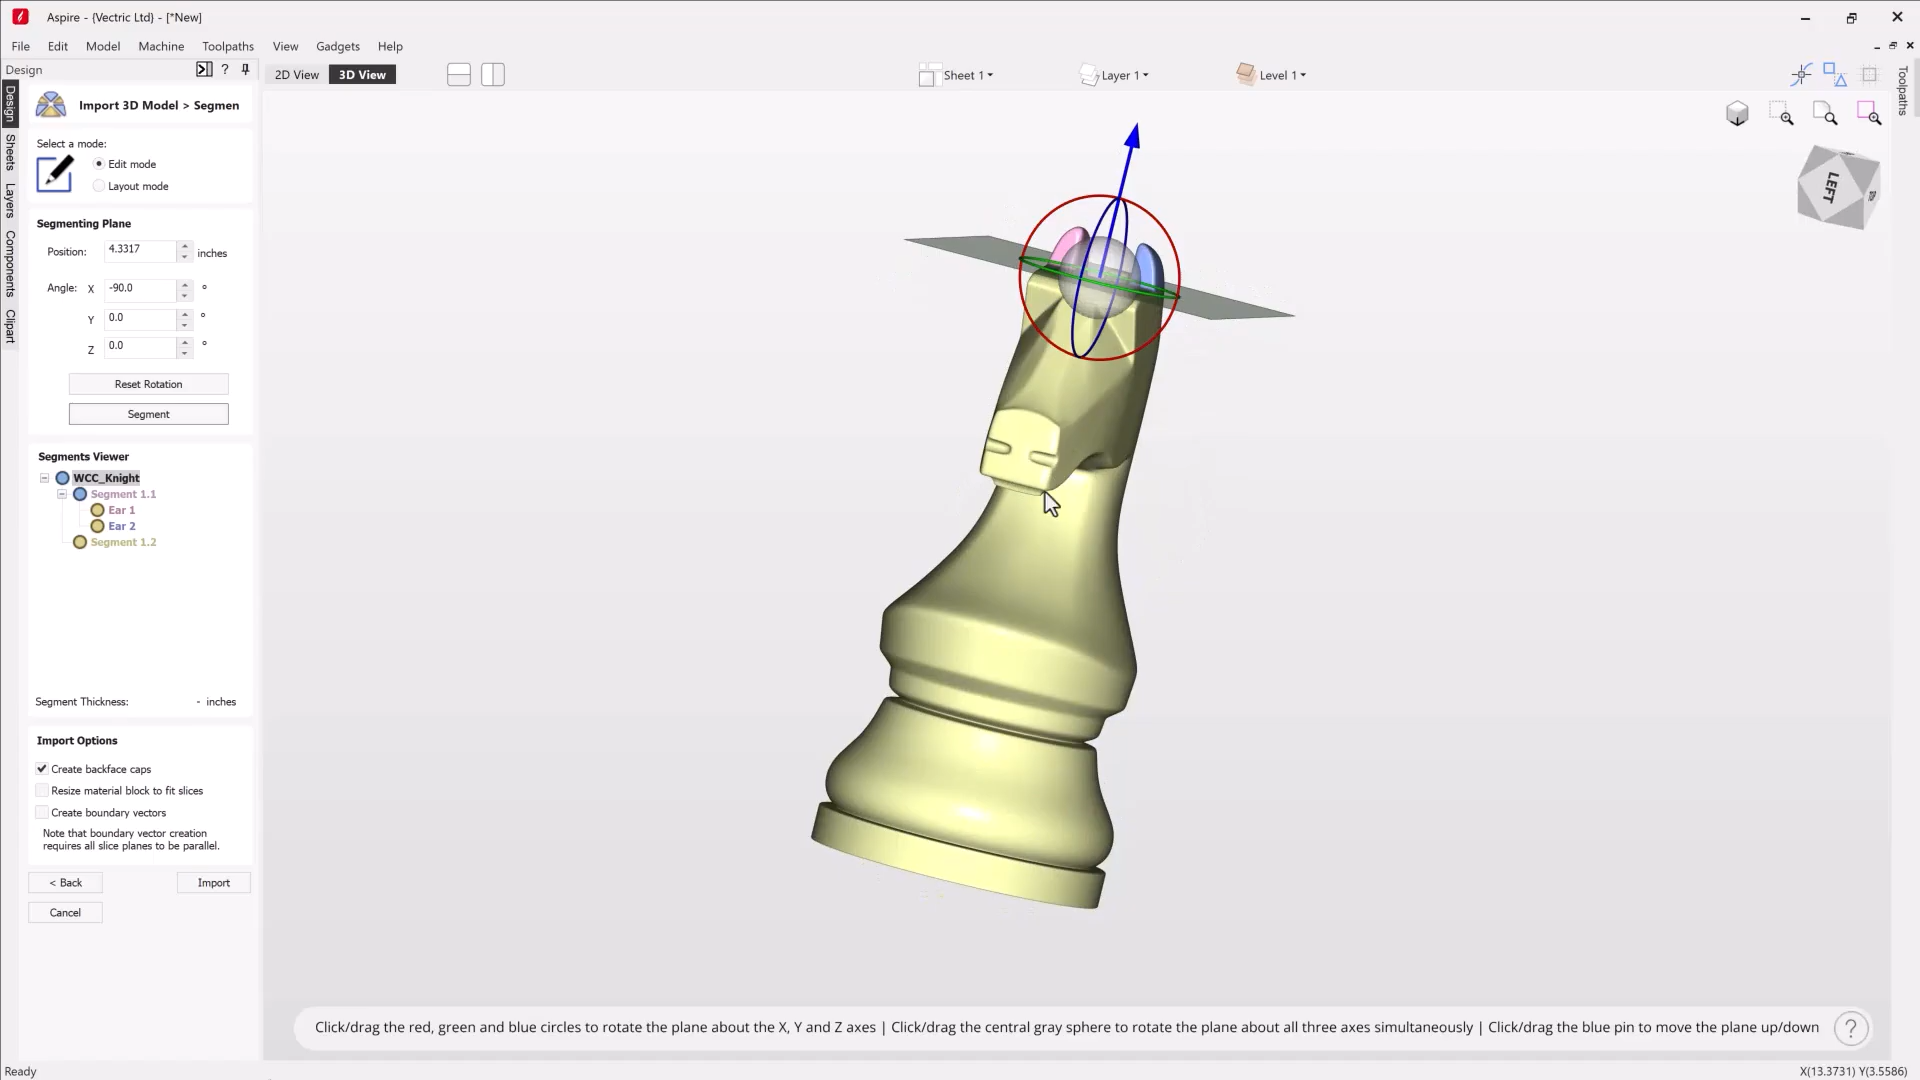 Aspire - {Vectric Ltd} - [*New]
File Edit Model Machine Toolpaths View Gadgets Help
Design ?
2D View 3D View Sheet 1 Layer 1 Level 1
Toolpaths
Design
Sheets
Layers
Components
Clipart
Import 3D Model > Segmen
Select a mode:
Edit mode
Layout mode
LEFT
Segmenting Plane
Position: 4.3317 inches
Angle: X -90.0 °
Y 0.0 °
Z 0.0 °
Reset Rotation
Segment
Segments Viewer
WCC_Knight
Segment 1.1
Ear 1
Ear 2
Segment 1.2
Segment Thickness: - inches
Import Options
Create backface caps
Resize material block to fit slices
Create boundary vectors
Note that boundary vector creation
requires all slice planes to be parallel.
< Back Import
Cancel
Click/drag the red, green and blue circles to rotate the plane about the X, Y and Z axes | Click/drag the central gray sphere to rotate the plane about all three axes simultaneously | Click/drag the blue pin to move the plane up/down ?
Ready X(13.3731) Y(3.5586)